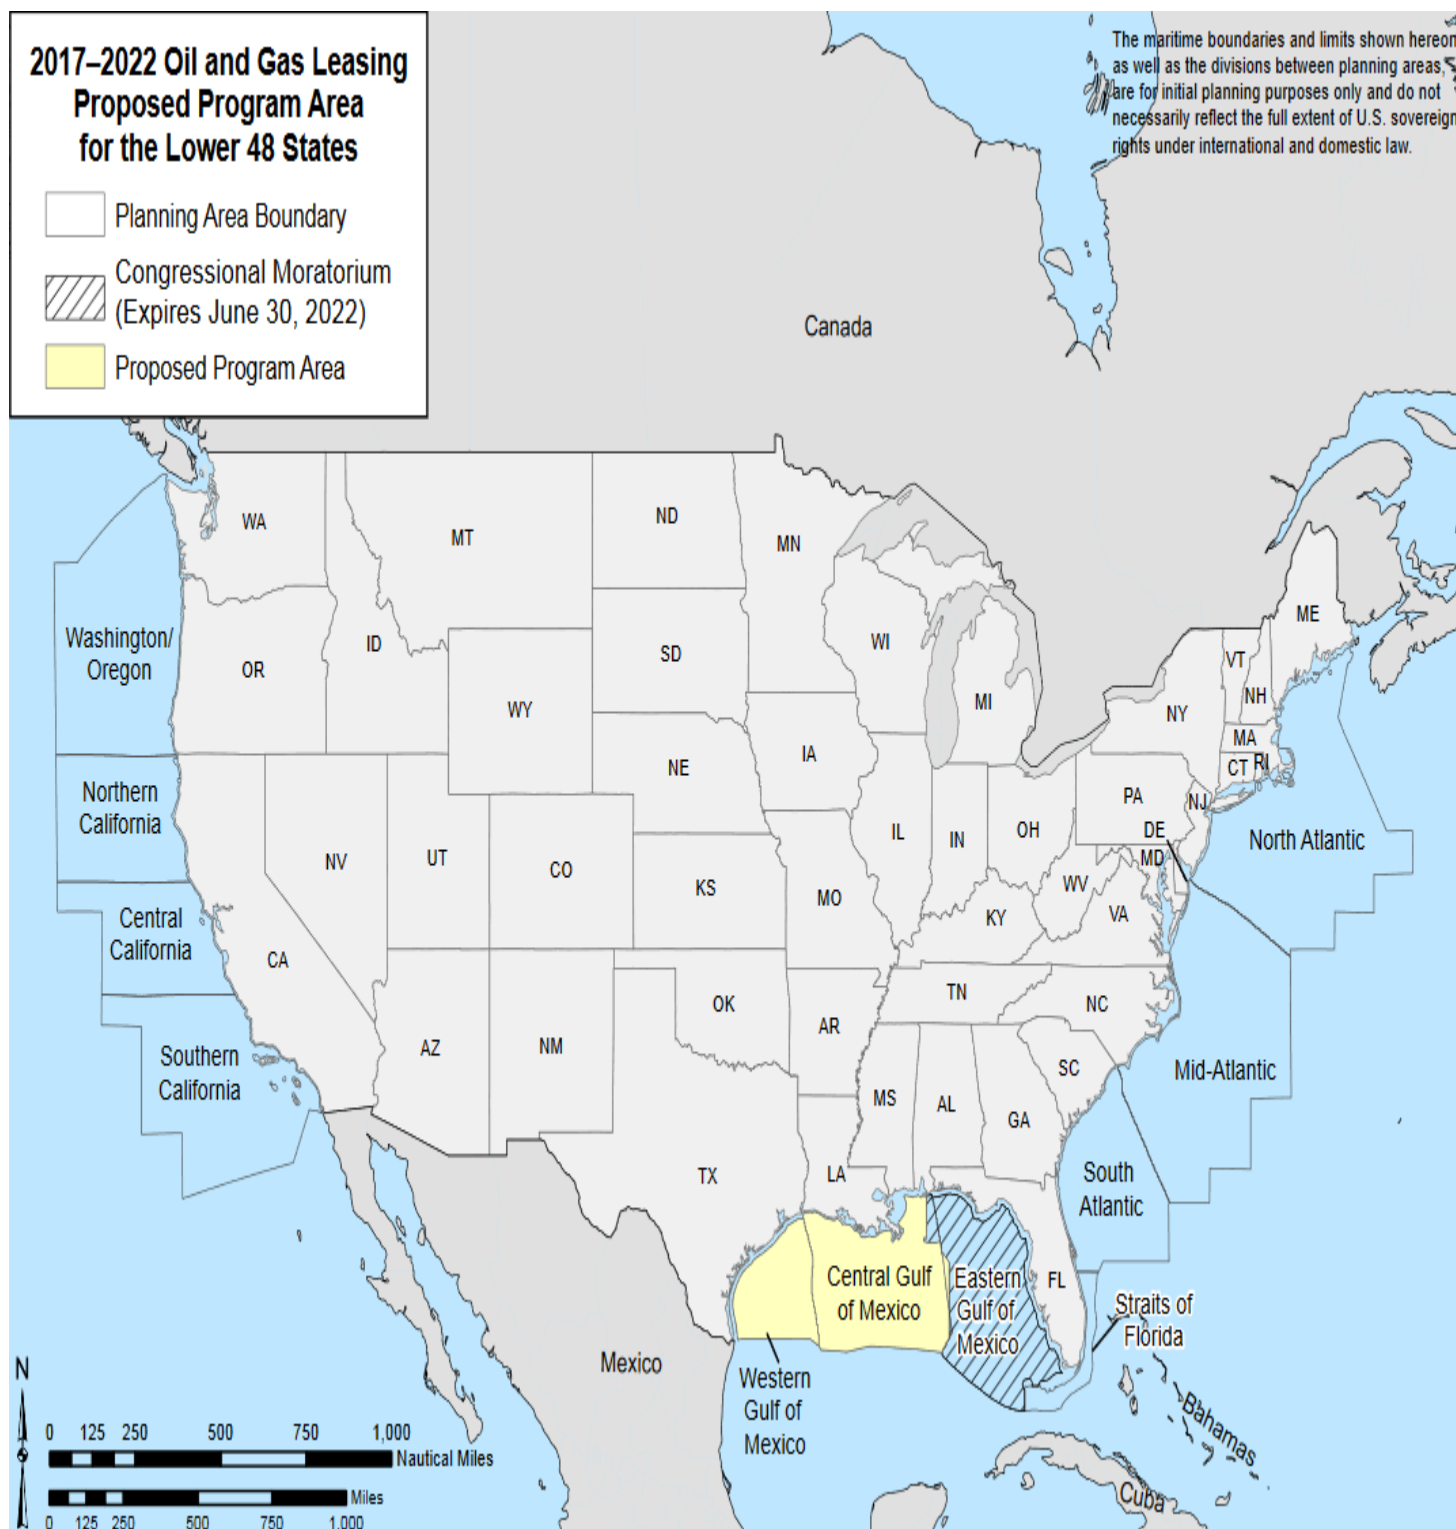 2017–2022 Oil and Gas Leasing
Proposed Program Area
for the Lower 48 States
Planning Area Boundary
Congressional Moratorium
(Expires June 30, 2022)
Proposed Program Area
The maritime boundaries and limits shown hereon
as well as the divisions between planning areas,
are for initial planning purposes only and do not
necessarily reflect the full extent of U.S. sovereign
rights under international and domestic law.
Canada
WA
MT
ND
MN
ME
Washington/
Oregon
OR
ID
SD
WI
VT
NH
WY
MI
NY
MA
CT
RI
IA
NE
Northern
California
PA
NJ
DE
MD
North Atlantic
NV
UT
CO
KS
IL
IN
OH
WV
VA
MO
KY
Central
California
CA
OK
TN
NC
AR
AZ
NM
Southern
California
SC
Mid-Atlantic
MS
AL
GA
TX
LA
South
Atlantic
Central Gulf
of Mexico
Eastern
Gulf of
Mexico
FL
Straits of
Florida
Mexico
Western
Gulf of
Mexico
Bahamas
Cuba
N
0 125 250 500 750 1,000
Nautical Miles
Miles
0 125 250 500 750 1,000